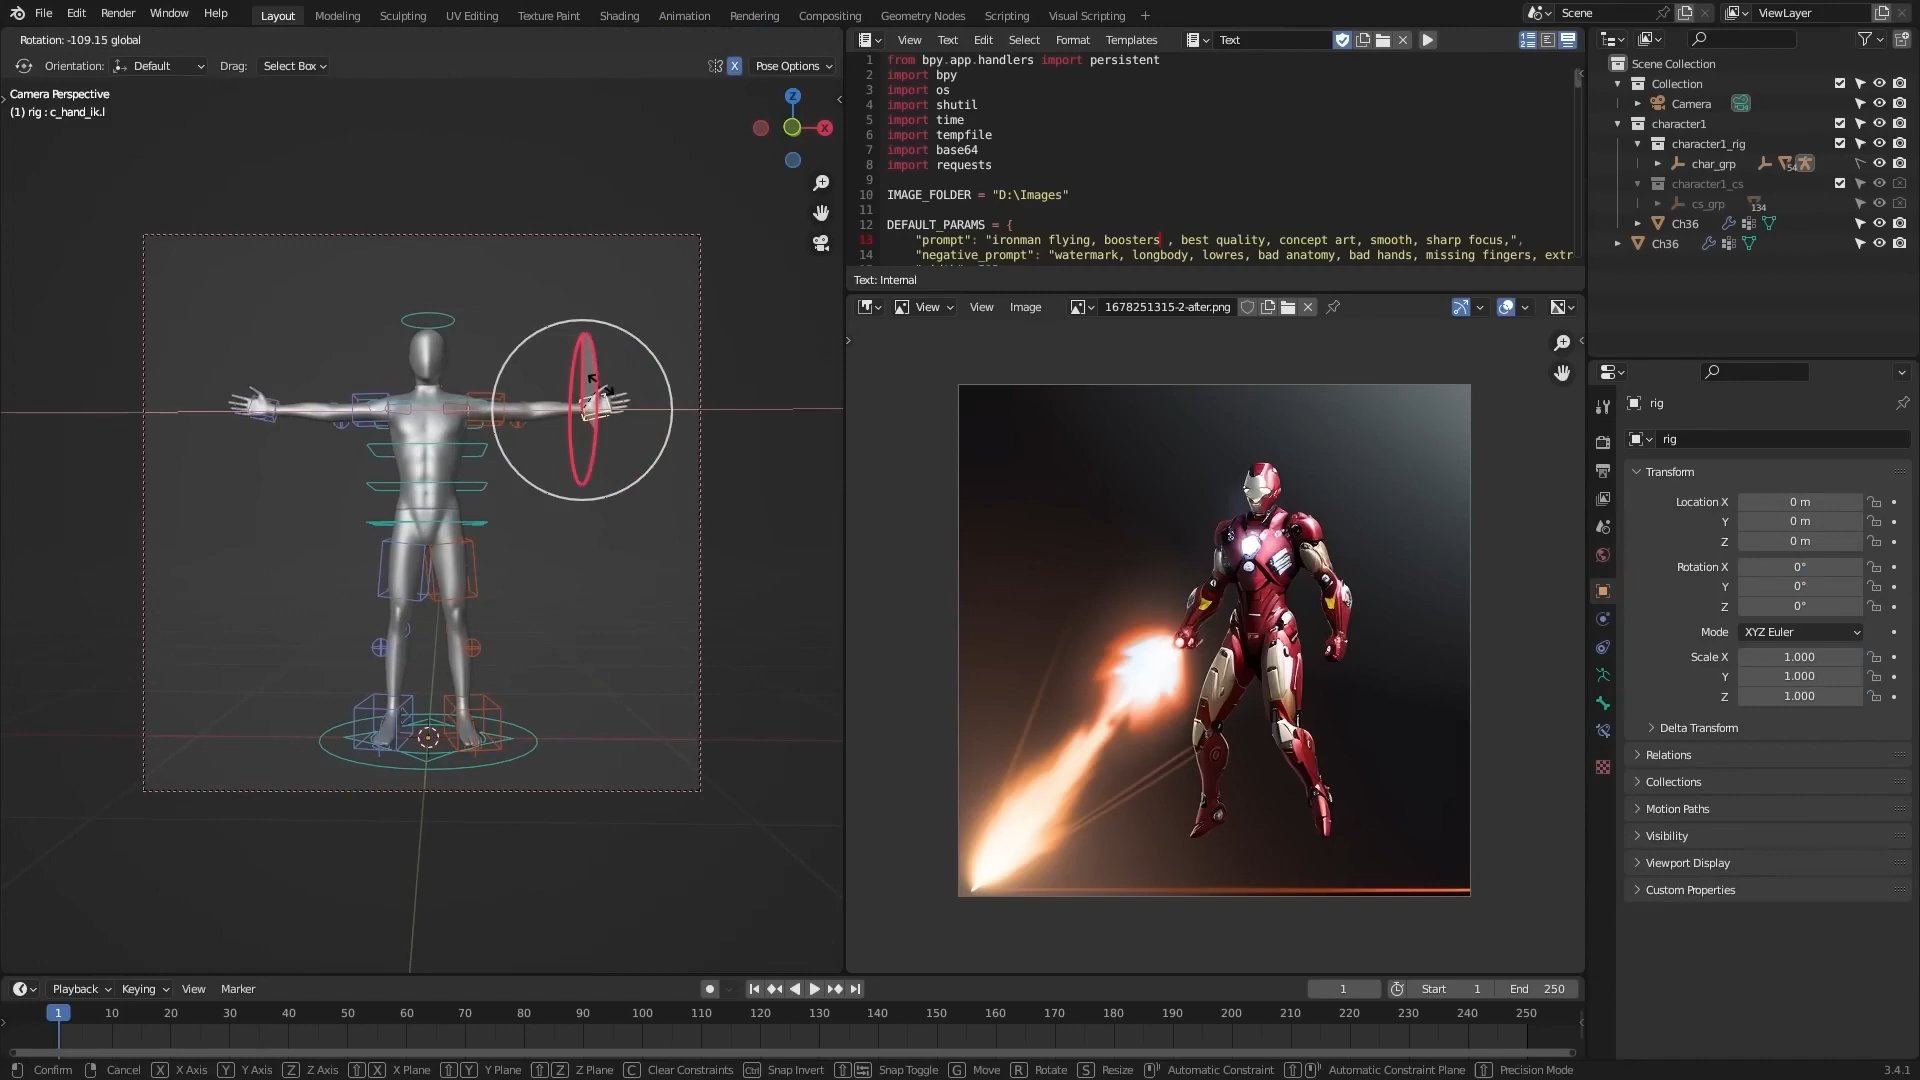 File Edit Render Window Help Layout Modeling Sculpting UV Editing Texture Paint Shading Animation Rendering Compositing Geometry Nodes Scripting Visual Scripting + Scene ViewLayer
Rotation: -109.15 global
Orientation: Default Drag: Select Box X Pose Options
Camera Perspective
(1) rig : c_hand_ik.l
Z
X
View Text Edit Select Format Templates Text
1 from bpy.app.handlers import persistent
2 import bpy
3 import os
4 import shutil
5 import time
6 import tempfile
7 import base64
8 import requests
9
10 IMAGE_FOLDER = "D:\Images"
11
12 DEFAULT_PARAMS = {
13 "prompt": "ironman flying, boosters , best quality, concept art, smooth, sharp focus,",
14 "negative_prompt": "watermark, longbody, lowres, bad anatomy, bad hands, missing fingers, extr
Text: Internal
View View Image 1678251315-2-after.png
Scene Collection
Collection
Camera
character1
character1_rig
char_grp 54
character1_cs
cs_grp 134
Ch36
Ch36
rig
rig
Transform
Location X 0 m
Y 0 m
Z 0 m
Rotation X 0°
Y 0°
Z 0°
Mode XYZ Euler
Scale X 1.000
Y 1.000
Z 1.000
Delta Transform
Relations
Collections
Motion Paths
Visibility
Viewport Display
Custom Properties
Playback Keying View Marker 1 Start 1 End 250
1 10 20 30 40 50 60 70 80 90 100 110 120 130 140 150 160 170 180 190 200 210 220 230 240 250
Confirm Cancel X X Axis Y Y Axis Z Z Axis X X Plane Y Y Plane Z Z Plane C Clear Constraints Ctrl Snap Invert Snap Toggle G Move R Rotate S Resize Automatic Constraint Automatic Constraint Plane Precision Mode 3.4.1